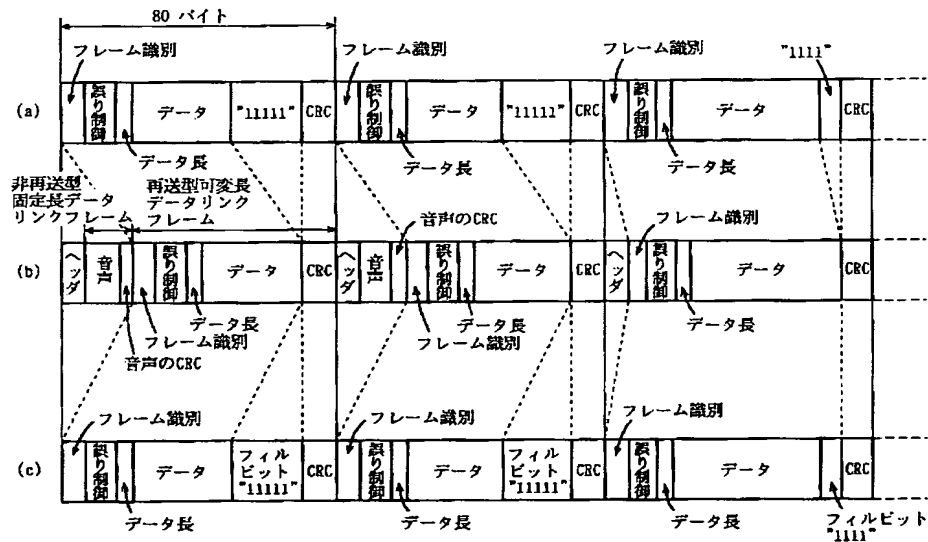 80 バイト
フレーム識別 フレーム識別 フレーム識別 "1111"
(a) 誤り制御 データ "11111" CRC 誤り制御 データ "11111" CRC 誤り制御 データ CRC
データ長 データ長 データ長
非再送型
固定長データ
リンクフレーム
再送型可変長
データリンク
フレーム
音声のCRC フレーム識別
(b) ヘッダ 音声 誤り制御 データ CRC ヘッダ 音声 誤り制御 データ CRC ヘッダ 誤り制御 データ CRC
データ長 データ長 データ長
フレーム識別 フレーム識別
音声のCRC
フレーム識別 フレーム識別 フレーム識別
(c) 誤り制御 データ フィルビット"11111" CRC 誤り制御 データ フィルビット"11111" CRC 誤り制御 データ CRC
データ長 データ長 データ長 フィルビット
"1111"